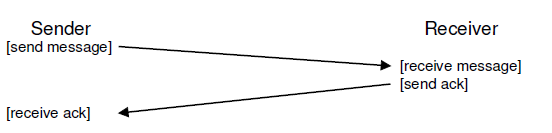 Sender
Receiver
[send message]
[receive message]
[send ack]
[receive ack]